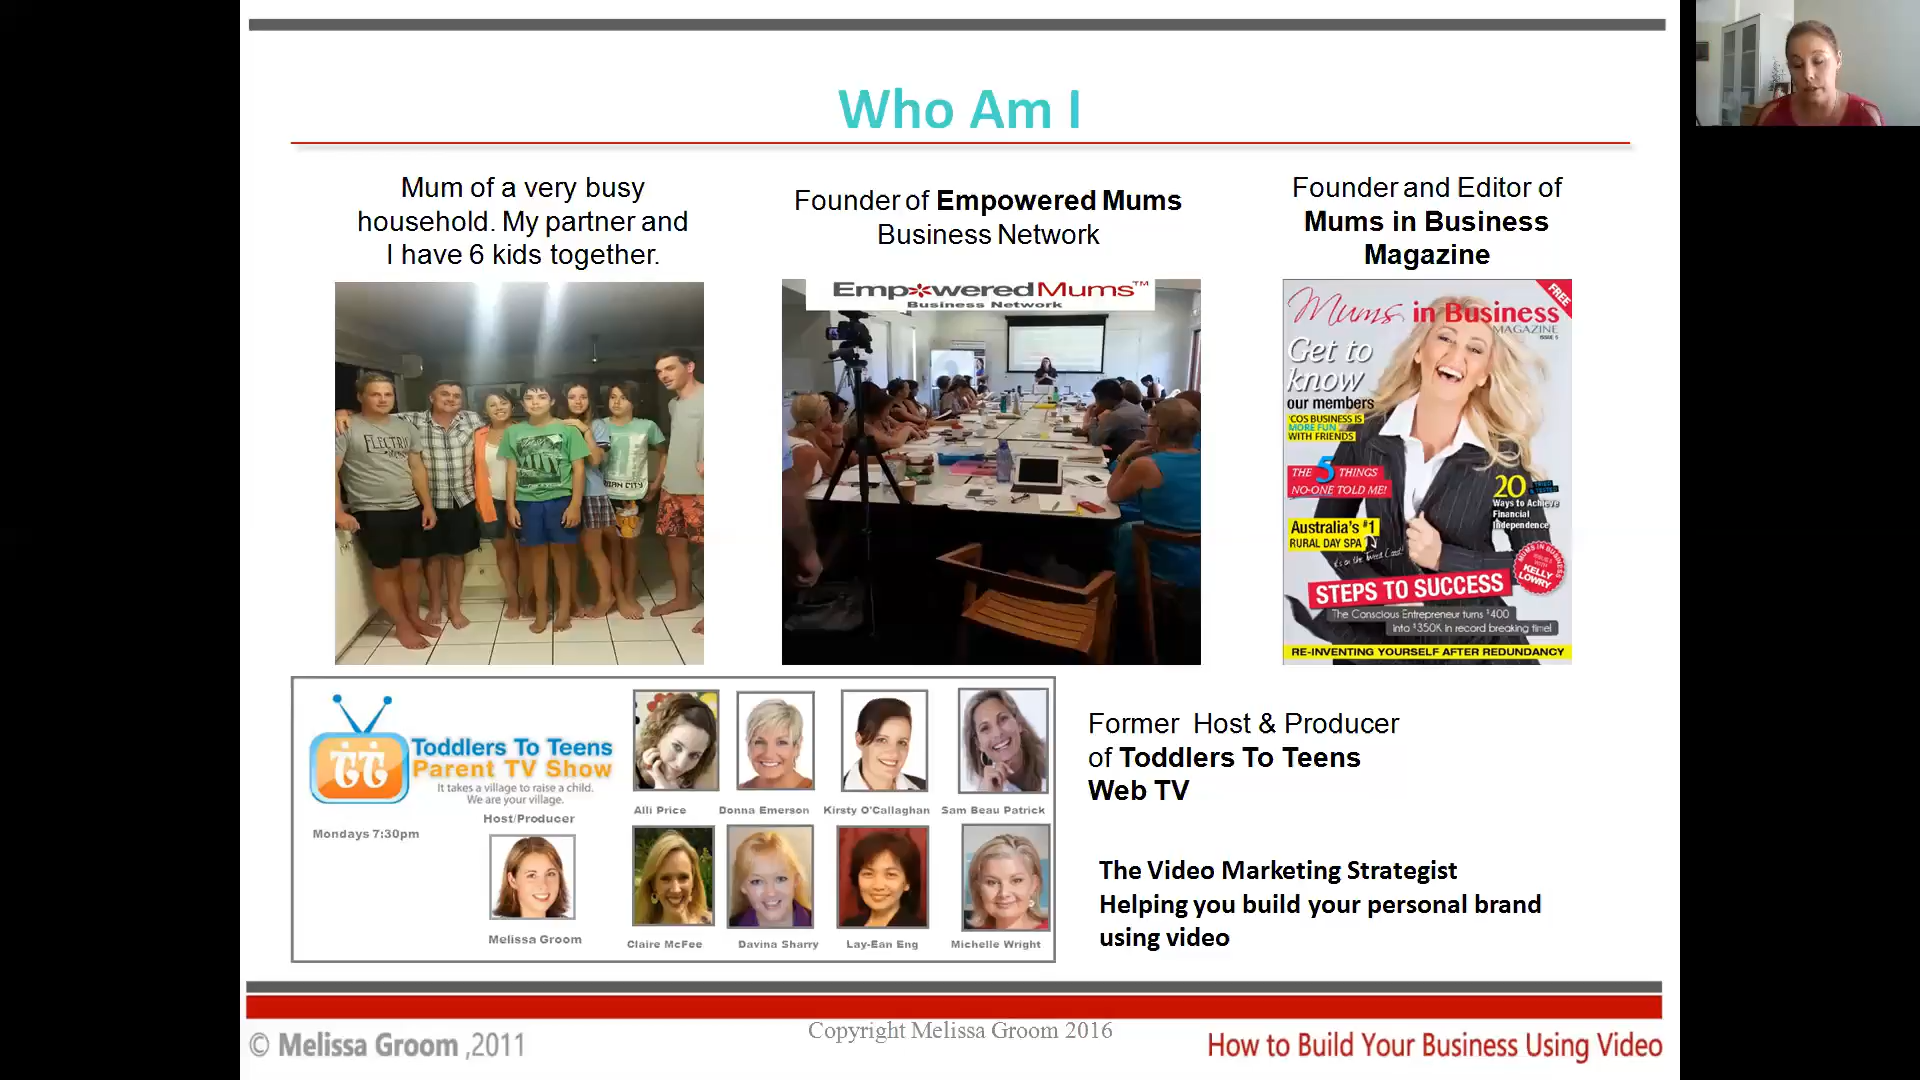 Who Am I
Mum of a very busy
household. My partner and
I have 6 kids together.
Founder of Empowered Mums
Business Network
Founder and Editor of
Mums in Business
Magazine
EmpoweredMums™
Business Network
FREE
Mums in Business
MAGAZINE
ISSUE 5
Get to
know
our members
'COS BUSINESS IS
MORE FUN
WITH FRIENDS
THE 5 THINGS
NO-ONE TOLD ME!
20
Ways to Achieve
Financial
Independence
Australia's #1
RURAL DAY SPA
MUMS IN BUSINESS
KELLY
LOWRY
STEPS TO SUCCESS
The Conscious Entrepreneur turns $400
into $350K in record breaking time!
RE-INVENTING YOURSELF AFTER REDUNDANCY
ELECTRIC
Toddlers To Teens
Parent TV Show
It takes a village to raise a child.
We are your village.
Host/Producer
Mondays 7:30pm
Melissa Groom
Alli Price
Donna Emerson
Kirsty O'Callaghan
Sam Beau Patrick
Claire McFee
Davina Sharry
Lay-Ean Eng
Michelle Wright
Former Host & Producer
of Toddlers To Teens
Web TV
The Video Marketing Strategist
Helping you build your personal brand
using video
© Melissa Groom ,2011
Copyright Melissa Groom 2016
How to Build Your Business Using Video